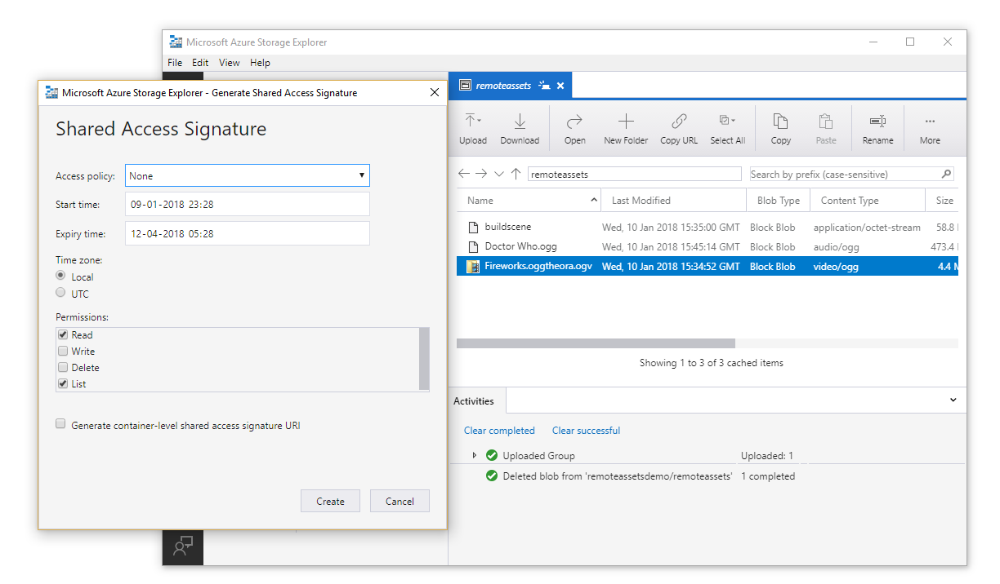 Microsoft Azure Storage Explorer
File Edit View Help
Microsoft Azure Storage Explorer - Generate Shared Access Signature
Shared Access Signature
Access policy: None
Start time: 09-01-2018 23:28
Expiry time: 12-04-2018 05:28
Time zone:
Local
UTC
Permissions:
Read
Write
Delete
List
Generate container-level shared access signature URI
Create Cancel
remoteassets
Upload Download Open New Folder Copy URL Select All Copy Paste Rename More
remoteassets Search by prefix (case-sensitive)
Name Last Modified Blob Type Content Type Size
buildscene Wed, 10 Jan 2018 15:35:00 GMT Block Blob application/octet-stream 58.8
Doctor Who.ogg Wed, 10 Jan 2018 15:45:14 GMT Block Blob audio/ogg 473.4
Fireworks.oggtheora.ogv Wed, 10 Jan 2018 15:34:52 GMT Block Blob video/ogg 4.4 M
Showing 1 to 3 of 3 cached items
Activities
Clear completed Clear successful
Uploaded Group Uploaded: 1
Deleted blob from 'remoteassetsdemo/remoteassets' 1 completed